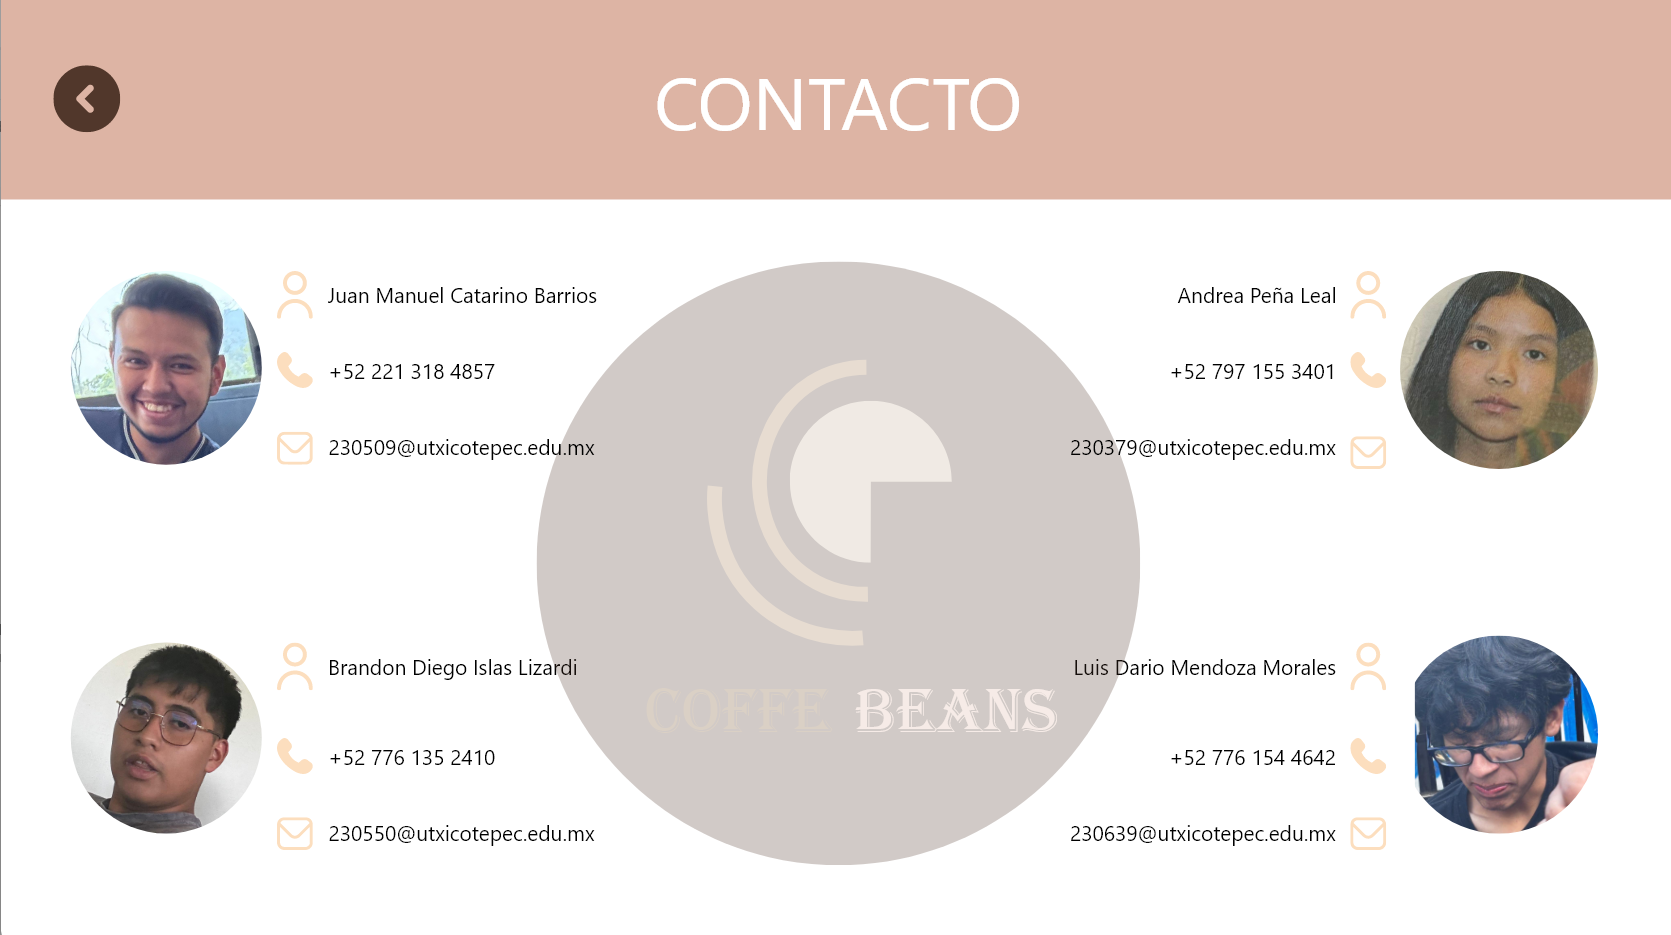 CONTACTO
Juan Manuel Catarino Barrios
+52 221 318 4857
230509@utxicotepec.edu.mx
Andrea Peña Leal
+52 797 155 3401
230379@utxicotepec.edu.mx
COFFE BEANS
Brandon Diego Islas Lizardi
+52 776 135 2410
230550@utxicotepec.edu.mx
Luis Dario Mendoza Morales
+52 776 154 4642
230639@utxicotepec.edu.mx